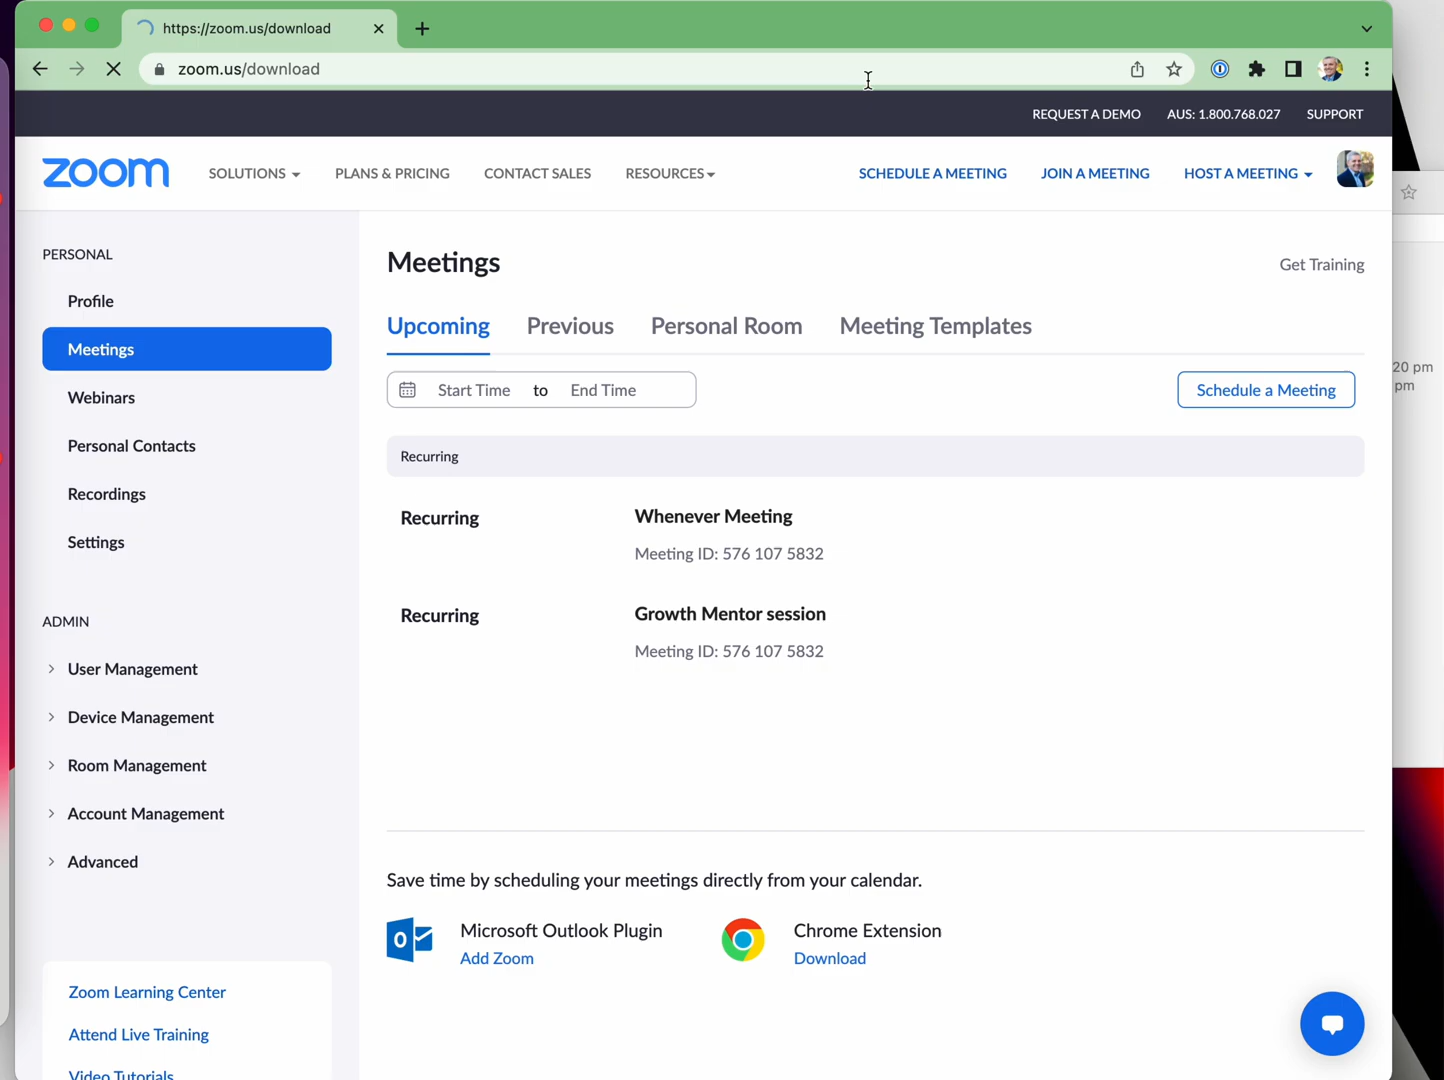 https://zoom.us/download
zoom.us/download
REQUEST A DEMO AUS: 1.800.768.027 SUPPORT
zoom SOLUTIONS PLANS & PRICING CONTACT SALES RESOURCES SCHEDULE A MEETING JOIN A MEETING HOST A MEETING
PERSONAL
Profile
Meetings
Webinars
Personal Contacts
Recordings
Settings
ADMIN
User Management
Device Management
Room Management
Account Management
Advanced
Zoom Learning Center
Attend Live Training
Video Tutorials
Meetings
Get Training
Upcoming Previous Personal Room Meeting Templates
Start Time to End Time
Schedule a Meeting
Recurring
Recurring Whenever Meeting
Meeting ID: 576 107 5832
Recurring Growth Mentor session
Meeting ID: 576 107 5832
Save time by scheduling your meetings directly from your calendar.
Microsoft Outlook Plugin
Add Zoom
Chrome Extension
Download
20 pm
pm